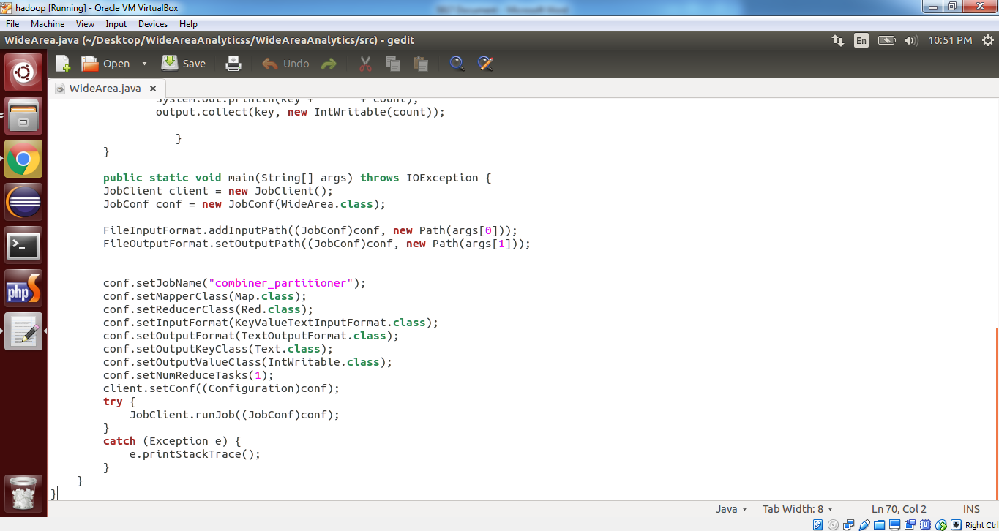 hadoop [Running] - Oracle VM VirtualBox
File Machine View Input Devices Help
WideArea.java (~/Desktop/WideAreaAnalyticss/WideAreaAnalytics/src) - gedit
En 10:51 PM
Open Save Undo
WideArea.java
System.out.println(key + + count);
output.collect(key, new IntWritable(count));
}
}
public static void main(String[] args) throws IOException {
JobClient client = new JobClient();
JobConf conf = new JobConf(WideArea.class);
FileInputFormat.addInputPath((JobConf)conf, new Path(args[0]));
FileOutputFormat.setOutputPath((JobConf)conf, new Path(args[1]));
conf.setJobName("combiner_partitioner");
conf.setMapperClass(Map.class);
conf.setReducerClass(Red.class);
conf.setInputFormat(KeyValueTextInputFormat.class);
conf.setOutputFormat(TextOutputFormat.class);
conf.setOutputKeyClass(Text.class);
conf.setOutputValueClass(IntWritable.class);
conf.setNumReduceTasks(1);
client.setConf((Configuration)conf);
try {
JobClient.runJob((JobConf)conf);
}
catch (Exception e) {
e.printStackTrace();
}
}
}
php
Java Tab Width: 8 Ln 70, Col 2 INS
Right Ctrl